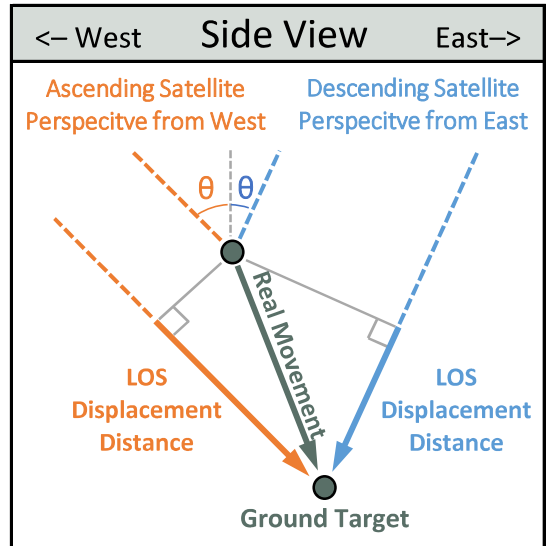 <– West Side View East–>
Ascending Satellite
Perspecitve from West
Descending Satellite
Perspecitve from East
θ θ
Real Movement
LOS
Displacement
Distance
LOS
Displacement
Distance
Ground Target